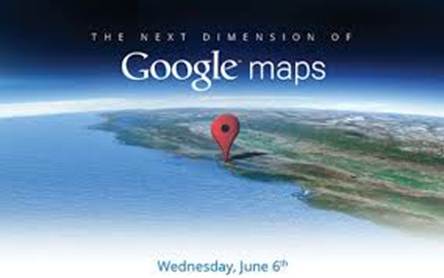 THE NEXT DIMENSION OF
Google maps
Wednesday, June 6th